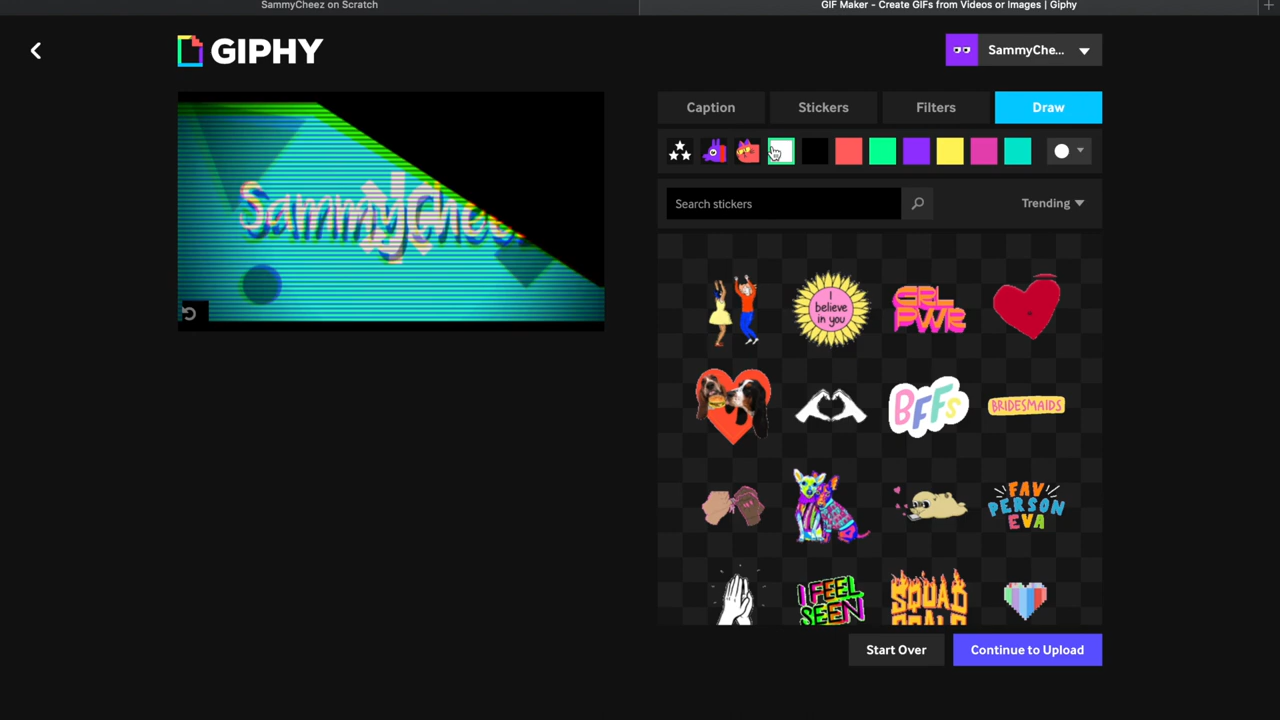 SammyCheez on Scratch
GIF Maker - Create GIFs from Videos or Images | Giphy
GIPHY
SammyChe...
Caption
Stickers
Filters
Draw
Search stickers
Trending
SammyCheez
I
believe
in you
GRL
PWR
BFFs
BRIDESMAIDS
FAV
PERSON
EVA
I FEEL
SEEN
SQUAD
GOALS
Start Over
Continue to Upload